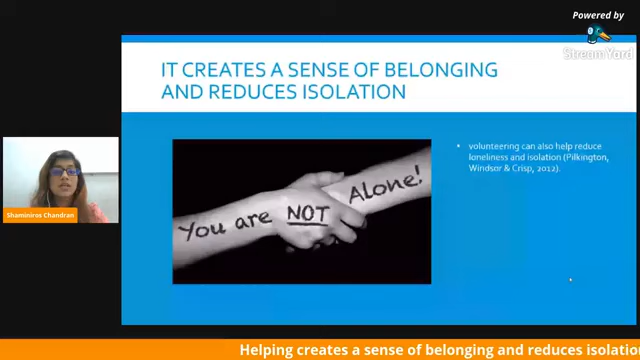 Powered by
StreamYard
IT CREATES A SENSE OF BELONGING
AND REDUCES ISOLATION
You are NOT Alone!
• volunteering can also help reduce
loneliness and isolation (Pilkington,
Windsor & Crisp, 2012).
Shaminiros Chandran
Helping creates a sense of belonging and reduces isolatio